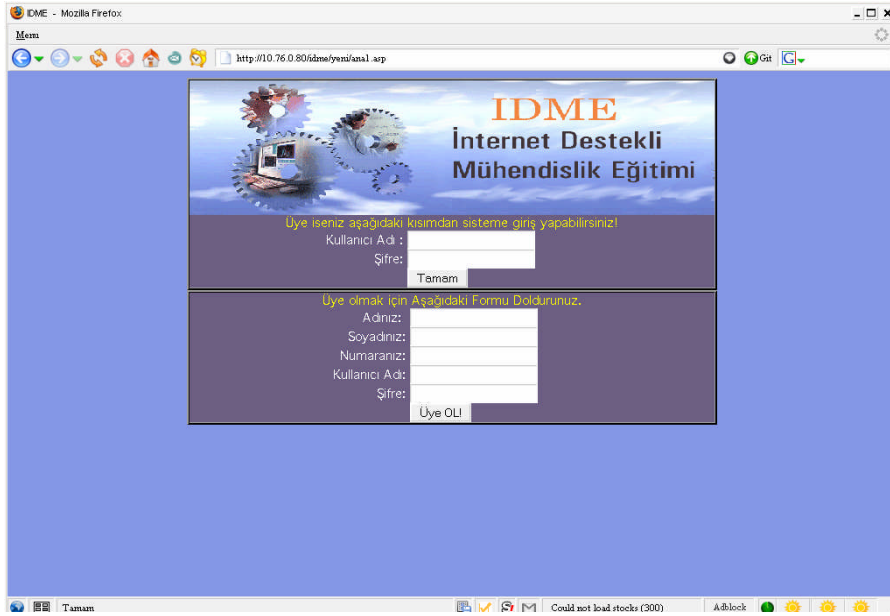 IDME - Mozilla Firefox
Menu
http://10.76.0.80/idme/yeni/ana1.asp
Git
G
IDME
İnternet Destekli
Mühendislik Eğitimi
Üye iseniz aşağıdaki kısımdan sisteme giriş yapabilirsiniz!
Kullanıcı Adı :
Şifre:
Tamam
Üye olmak için Aşağıdaki Formu Doldurunuz.
Adınız:
Soyadınız:
Numaranız:
Kullanıcı Adı:
Şifre:
Üye OL!
Tamam
Could not load stocks (300)
Adblock